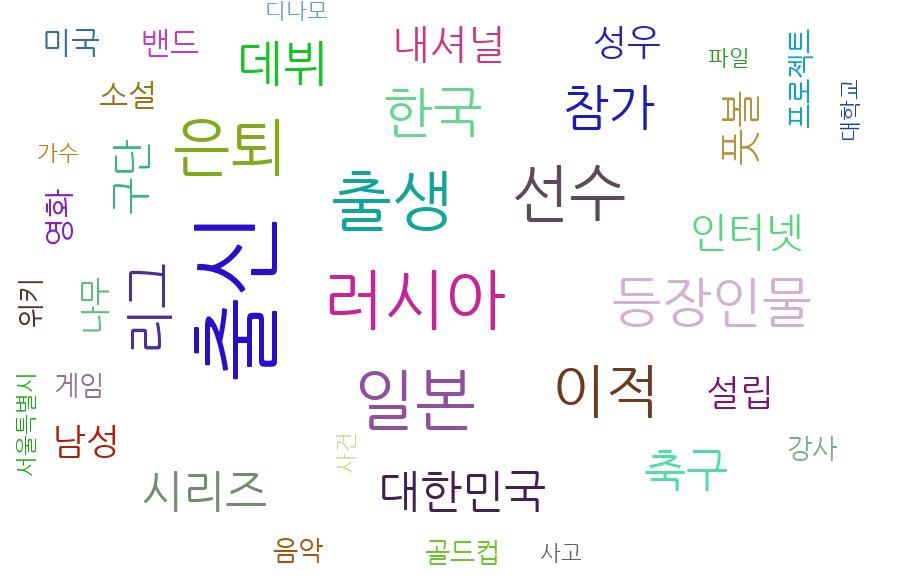 디나모
미국
밴드
데뷔
내셔널
성우
파일
프로젝트
소설
한국
참가
풋볼
대학교
가수
구단
은퇴
출생
선수
영화
출신
인터넷
위키
나무
리그
러시아
등장인물
서울특별시
게임
일본
이적
설립
남성
사건
시리즈
대한민국
축구
강사
음악
골드컵
사고